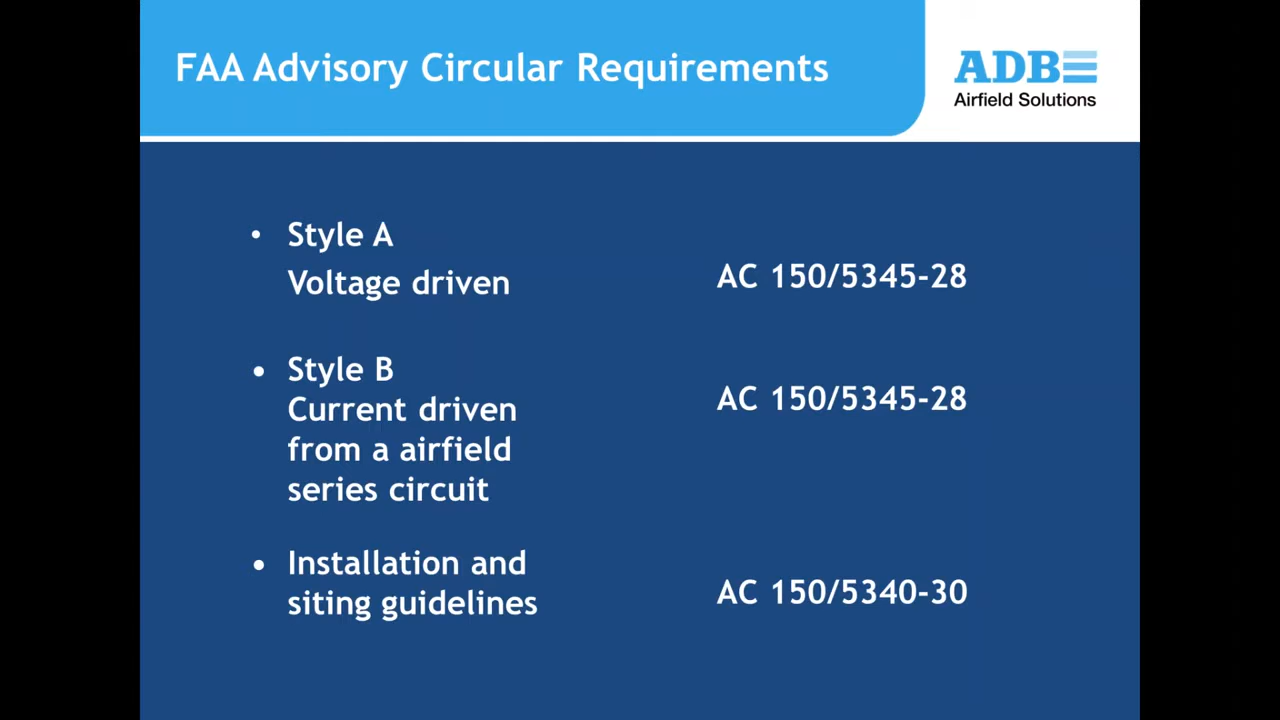 FAA Advisory Circular Requirements
ADB
Airfield Solutions
• Style A
Voltage driven
AC 150/5345-28
• Style B
Current driven
from a airfield
series circuit
AC 150/5345-28
• Installation and
siting guidelines
AC 150/5340-30